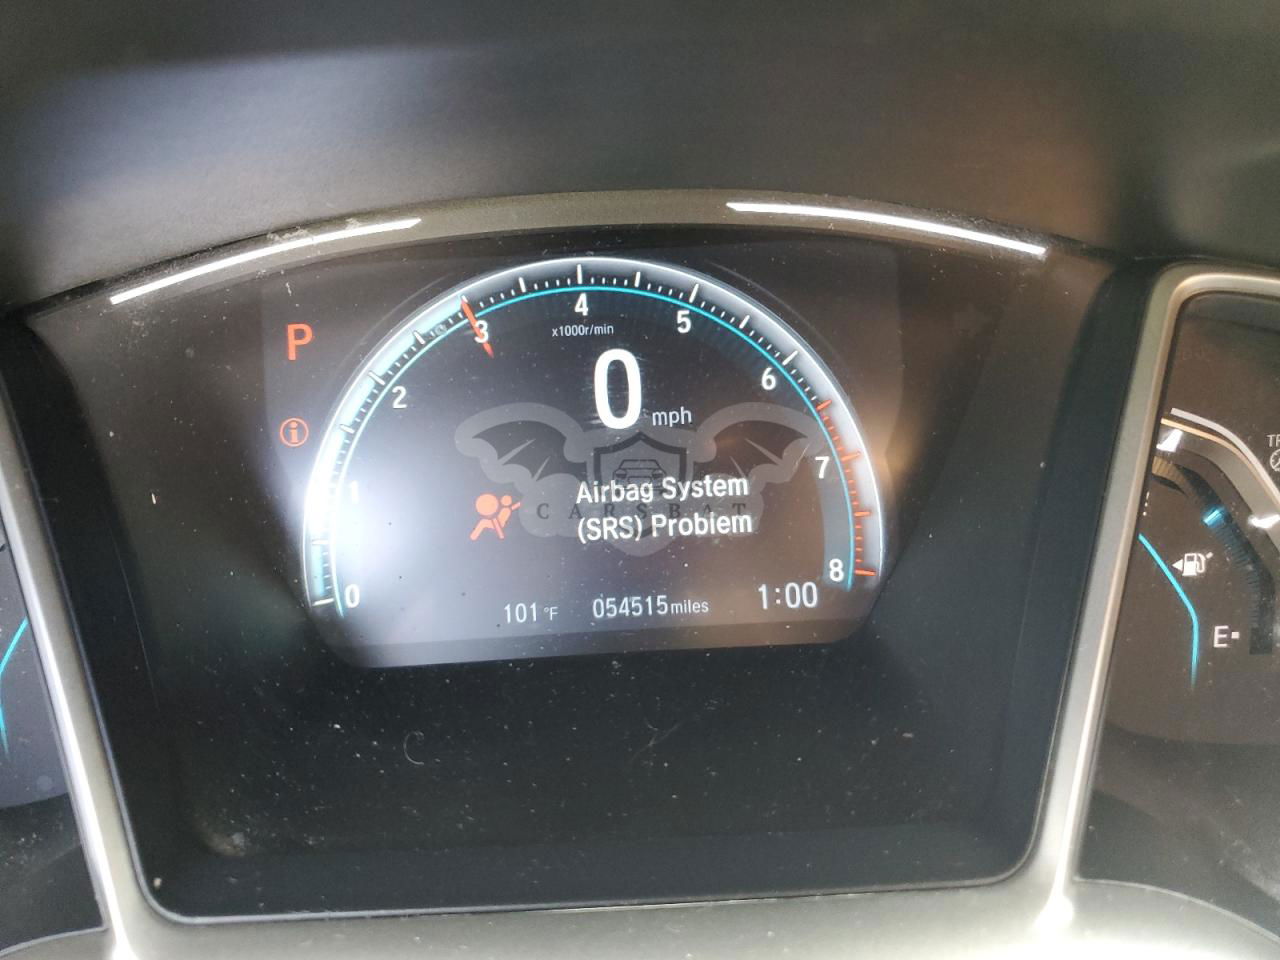 4
3
5
x1000r/min
P
0 mph
2
6
7
1
Airbag System
CARSBAT
(SRS) Problem
8
0
101 °F 054515 miles 1:00
E